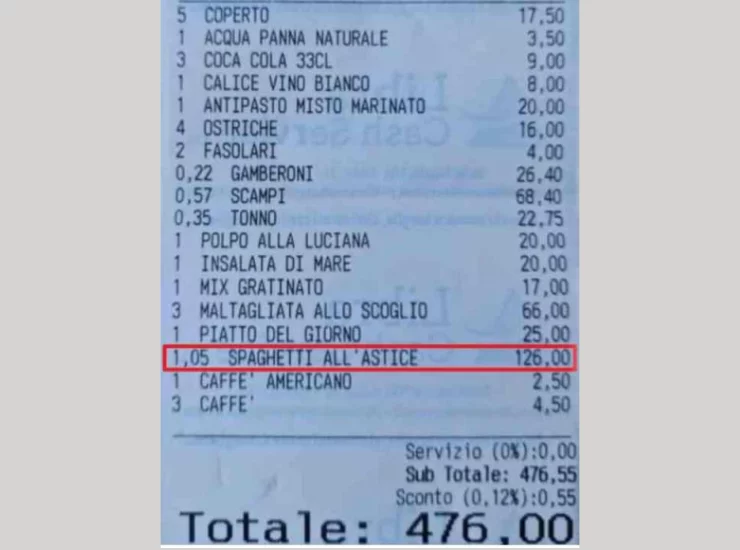 5 COPERTO 17,50
1 ACQUA PANNA NATURALE 3,50
3 COCA COLA 33CL 9,00
1 CALICE VINO BIANCO 8,00
1 ANTIPASTO MISTO MARINATO 20,00
4 OSTRICHE 16,00
2 FASOLARI 4,00
0,22 GAMBERONI 26,40
0,57 SCAMPI 68,40
0,35 TONNO 22,75
1 POLPO ALLA LUCIANA 20,00
1 INSALATA DI MARE 20,00
1 MIX GRATINATO 17,00
3 MALTAGLIATA ALLO SCOGLIO 66,00
1 PIATTO DEL GIORNO 25,00
1,05 SPAGHETTI ALL'ASTICE 126,00
1 CAFFE' AMERICANO 2,50
3 CAFFE' 4,50
Servizio (0%):0,00
Sub Totale: 476,55
Sconto (0,12%):0,55
Totale: 476,00